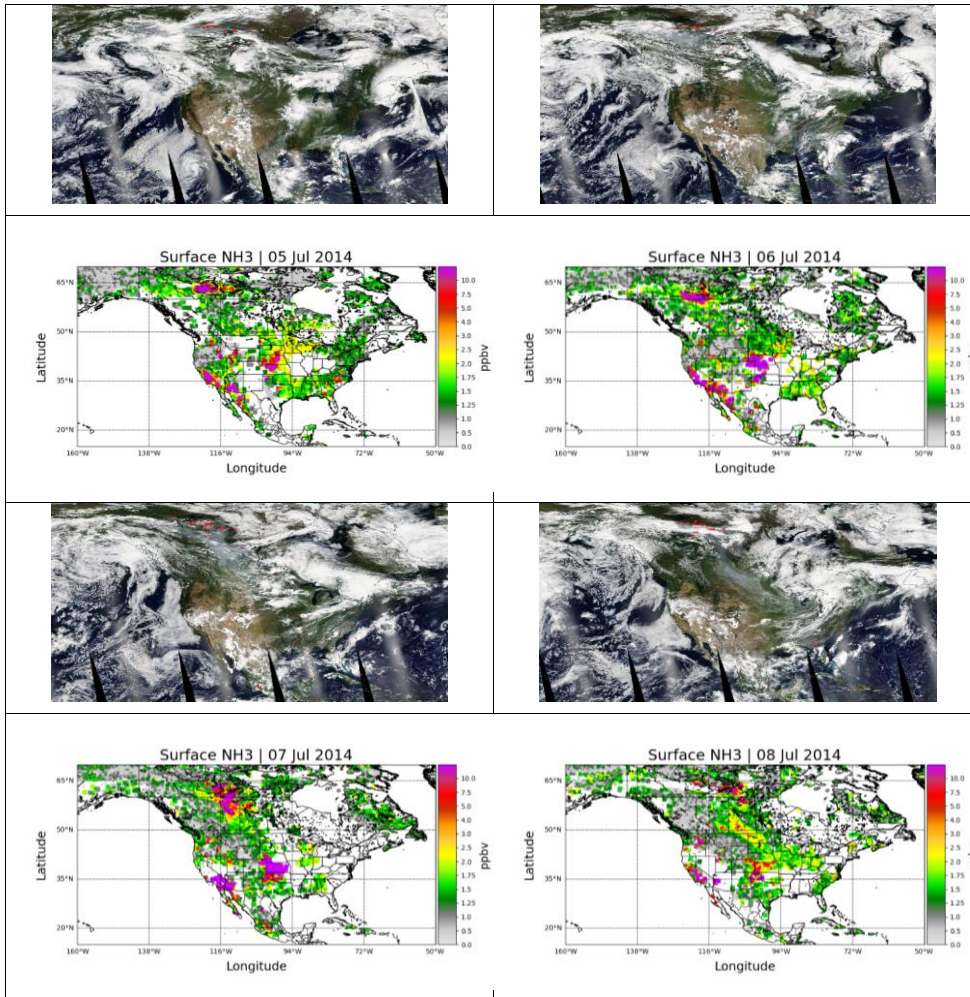 Surface NH3 | 05 Jul 2014
Surface NH3 | 06 Jul 2014
65°N
50°N
35°N
20°N
160°W 138°W 116°W 94°W 72°W 50°W
Latitude
Longitude
10.0
7.5
5.0
4.0
3.0
2.5
2.0
1.75
1.5
1.25
1.0
0.5
0.0
ppbv
65°N
50°N
35°N
20°N
160°W 138°W 116°W 94°W 72°W 50°W
Latitude
Longitude
10.0
7.5
5.0
4.0
3.0
2.5
2.0
1.75
1.5
1.25
1.0
0.5
0.0
Surface NH3 | 07 Jul 2014
Surface NH3 | 08 Jul 2014
65°N
50°N
35°N
20°N
160°W 138°W 116°W 94°W 72°W 50°W
Latitude
Longitude
10.0
7.5
5.0
4.0
3.0
2.5
2.0
1.75
1.5
1.25
1.0
0.5
0.0
ppbv
65°N
50°N
35°N
20°N
160°W 138°W 116°W 94°W 72°W 50°W
Latitude
Longitude
10.0
7.5
5.0
4.0
3.0
2.5
2.0
1.75
1.5
1.25
1.0
0.5
0.0